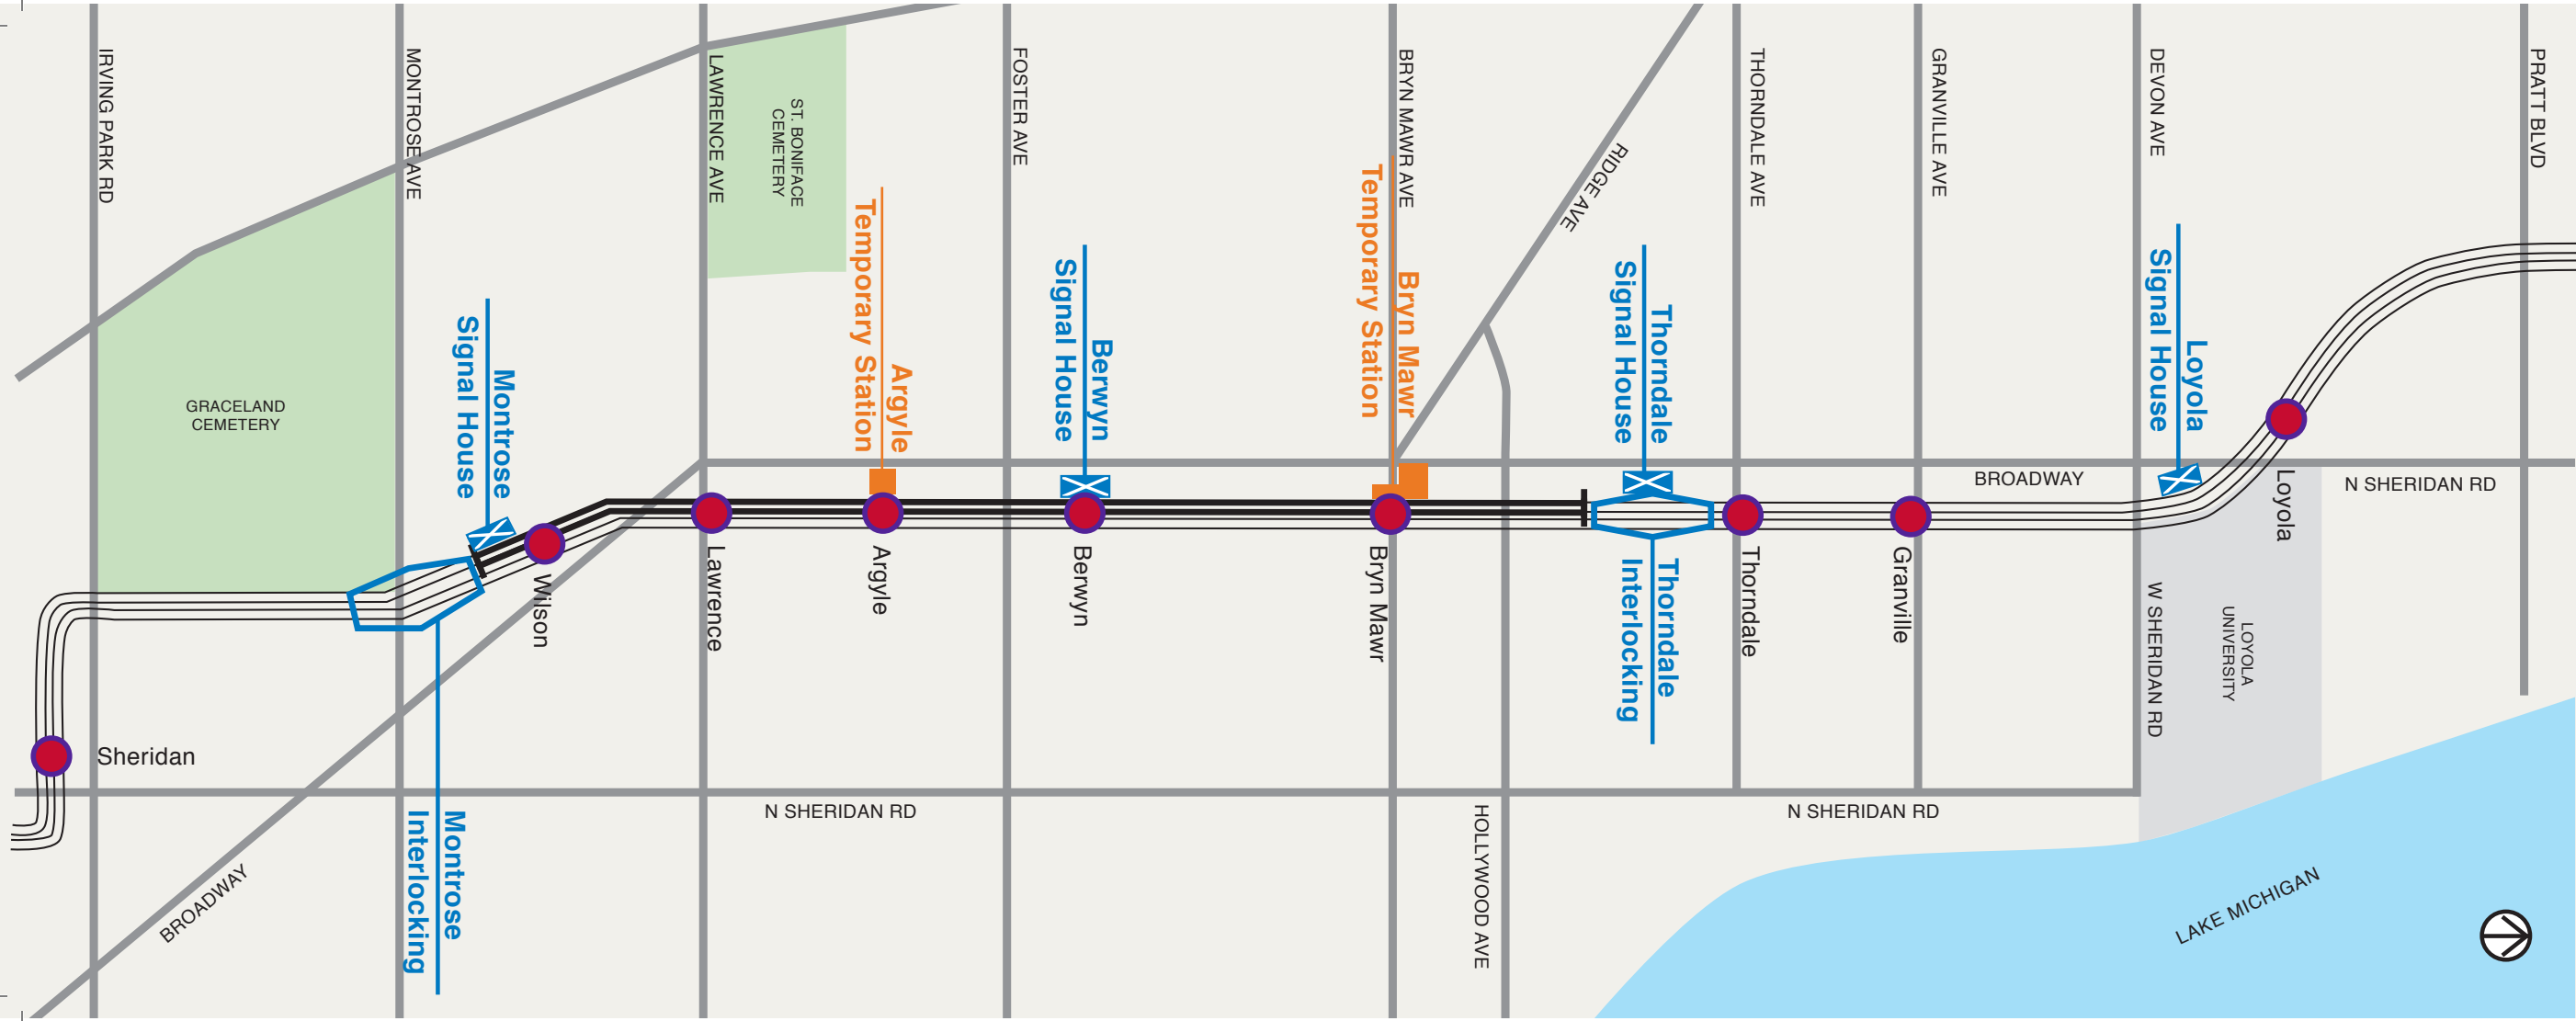 IRVING PARK RD
MONTROSE AVE
LAWRENCE AVE
ST. BONIFACE
CEMETERY
FOSTER AVE
BRYN MAWR AVE
RIDGE AVE
THORNDALE AVE
GRANVILLE AVE
DEVON AVE
PRATT BLVD
GRACELAND
CEMETERY
Montrose
Signal House
Argyle
Temporary Station
Berwyn
Signal House
Bryn Mawr
Temporary Station
Thorndale
Signal House
Loyola
Signal House
BROADWAY
N SHERIDAN RD
Sheridan
Wilson
Lawrence
Argyle
Berwyn
Bryn Mawr
Thorndale
Interlocking
Thorndale
Granville
Loyola
W SHERIDAN RD
LOYOLA
UNIVERSITY
N SHERIDAN RD
N SHERIDAN RD
BROADWAY
Montrose
Interlocking
HOLLYWOOD AVE
LAKE MICHIGAN